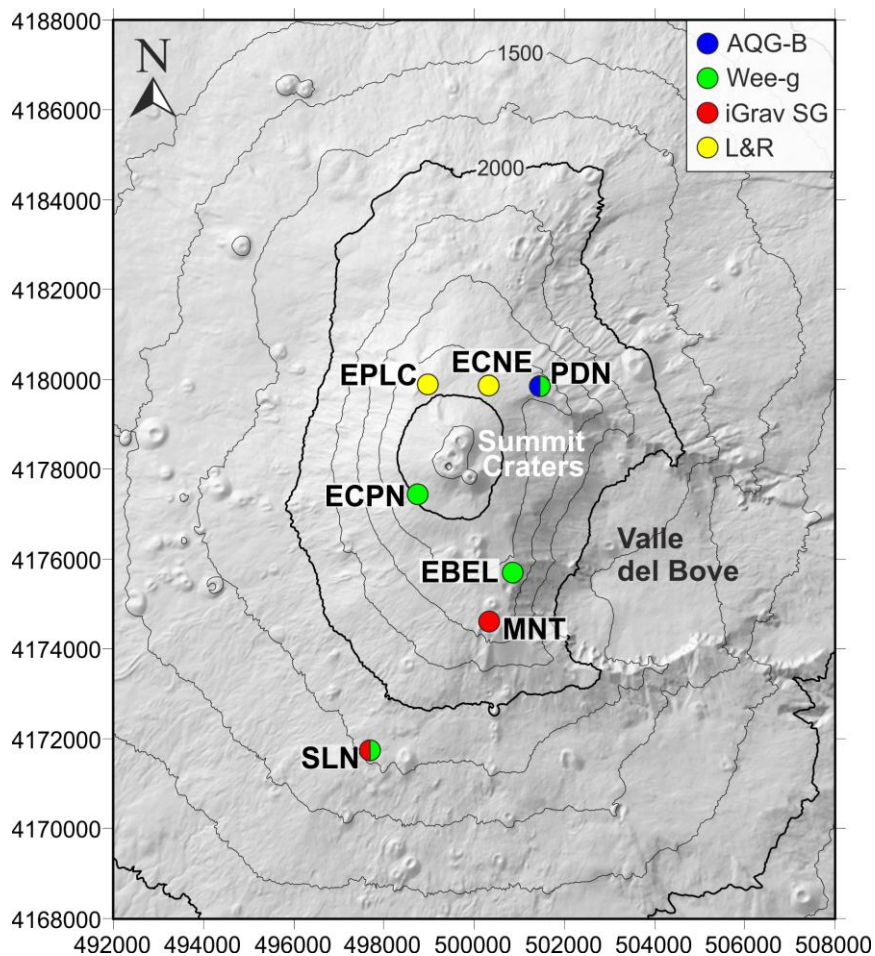 4188000
4186000
4184000
4182000
4180000
4178000
4176000
4174000
4172000
4170000
4168000
N
1500
2000
AQG-B
Wee-g
iGrav SG
L&R
EPLC
ECNE
PDN
Summit
Craters
ECPN
Valle
del Bove
EBEL
MNT
SLN
492000 494000 496000 498000 500000 502000 504000 506000 508000